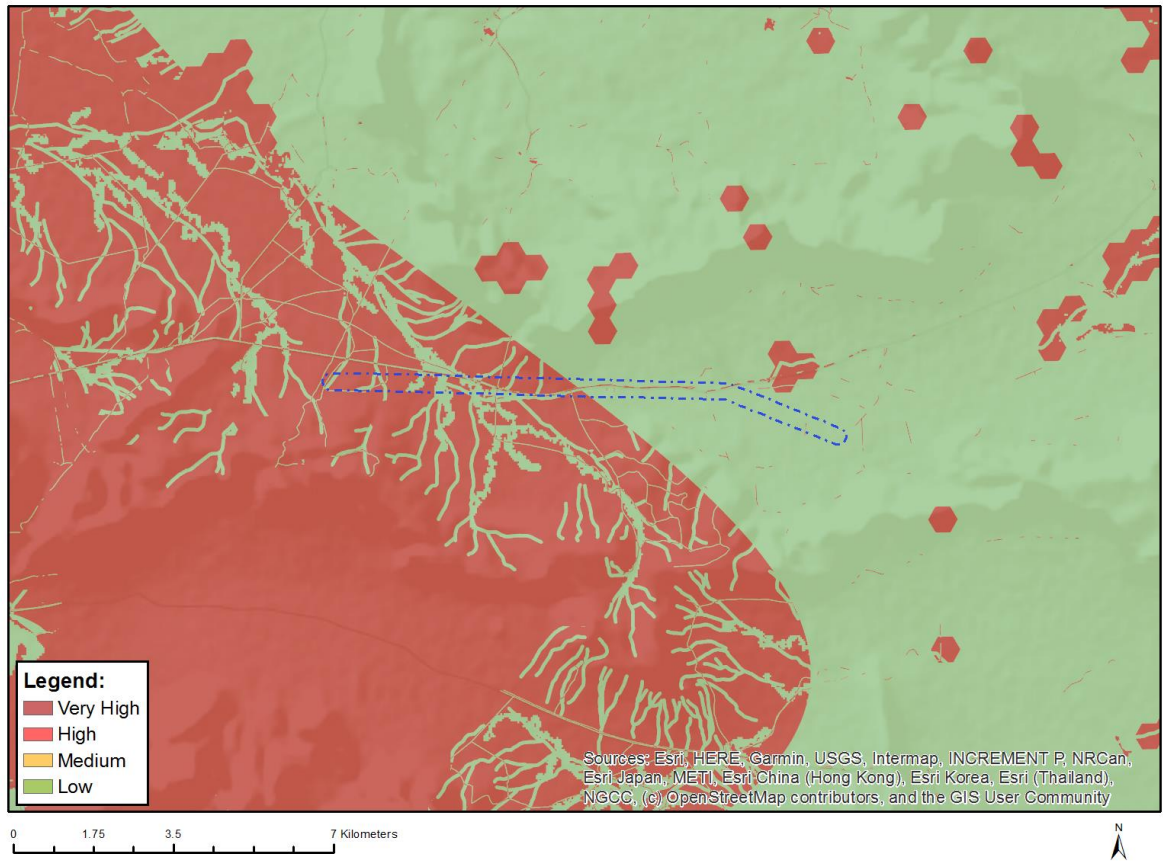 Legend:
Very High
High
Medium
Low
Sources: Esri, HERE, Garmin, USGS, Intermap, INCREMENT P, NRCan,
Esri Japan, METI, Esri China (Hong Kong), Esri Korea, Esri (Thailand),
NGCC, (c) OpenStreetMap contributors, and the GIS User Community
0 1.75 3.5 7 Kilometers
N